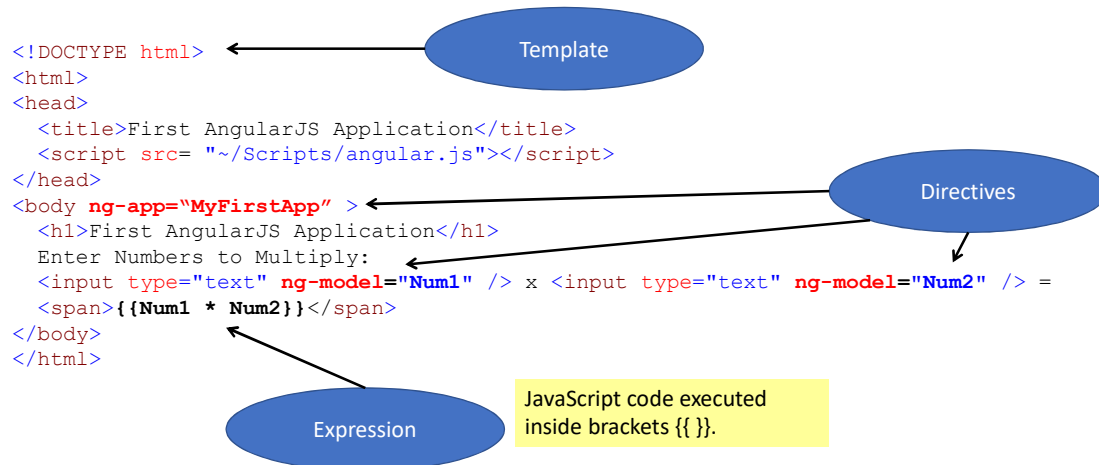 Template
<!DOCTYPE html>
<html>
<head>
  <title>First AngularJS Application</title>
  <script src= "~/Scripts/angular.js"></script>
</head>
Directives
<body ng-app=“MyFirstApp” >
  <h1>First AngularJS Application</h1>
  Enter Numbers to Multiply:
  <input type="text" ng-model="Num1" /> x <input type="text" ng-model="Num2" /> =
  <span>{{Num1 * Num2}}</span>
</body>
</html>
Expression
JavaScript code executed
inside brackets {{ }}.